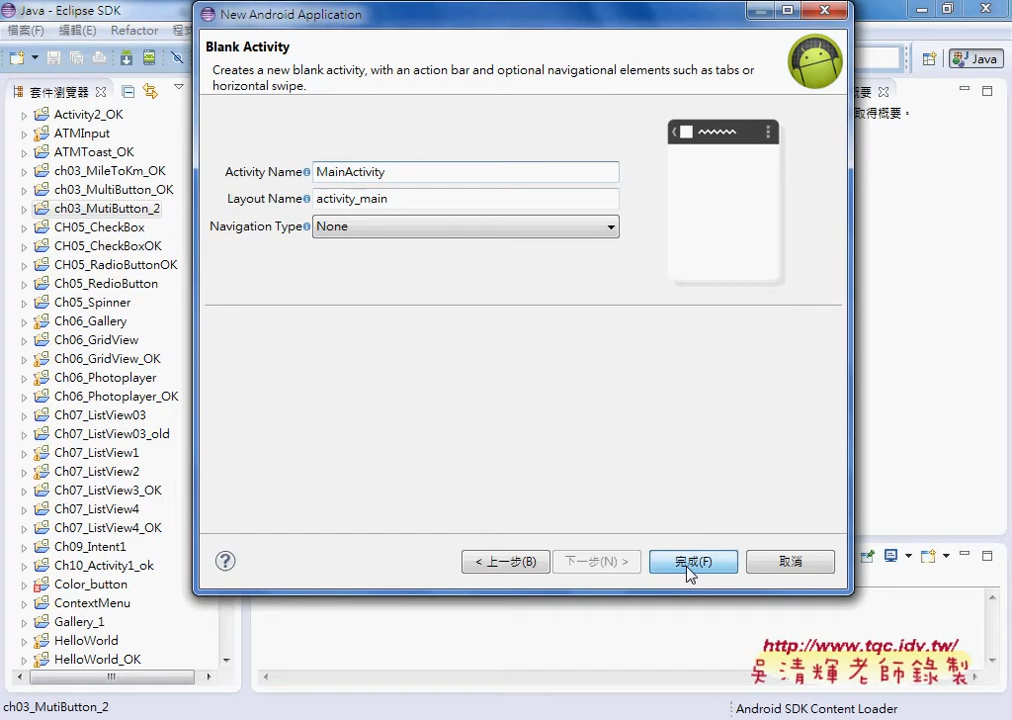 Java - Eclipse SDK
New Android Application
檔案(F) 編輯(E) Refactor 程式
Java
Blank Activity
Creates a new blank activity, with an action bar and optional navigational elements such as tabs or
horizontal swipe.
套件瀏覽器
概要
取得概要。
Activity2_OK
ATMInput
ATMToast_OK
ch03_MileToKm_OK
ch03_MultiButton_OK
ch03_MutiButton_2
CH05_CheckBox
CH05_CheckBoxOK
CH05_RadioButtonOK
Ch05_RedioButton
Ch05_Spinner
Ch06_Gallery
Ch06_GridView
Ch06_GridView_OK
Ch06_Photoplayer
Ch06_Photoplayer_OK
Ch07_ListView03
Ch07_ListView03_old
Ch07_ListView1
Ch07_ListView2
Ch07_ListView3_OK
Ch07_ListView4
Ch07_ListView4_OK
Ch09_Intent1
Ch10_Activity1_ok
Color_button
ContextMenu
Gallery_1
HelloWorld
HelloWorld_OK
Activity Name MainActivity
Layout Name activity_main
Navigation Type None
< 上一步(B) 下一步(N) > 完成(F) 取消
http://www.tqc.idv.tw/
吳清輝老師錄製
ch03_MutiButton_2
Android SDK Content Loader